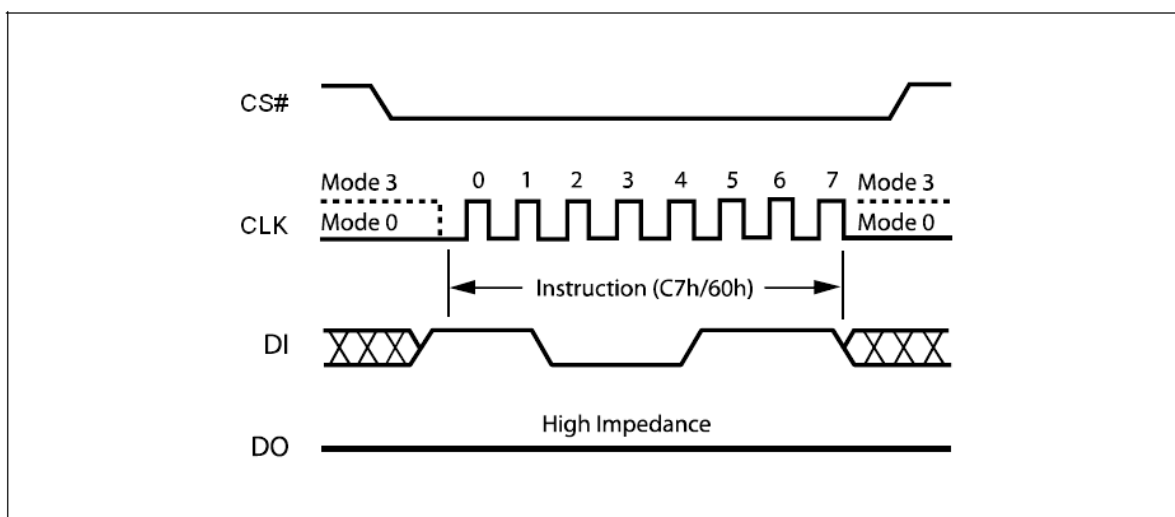 CS#
Mode 3 0 1 2 3 4 5 6 7 Mode 3
CLK
Mode 0 Mode 0
Instruction (C7h/60h)
DI
High Impedance
DO